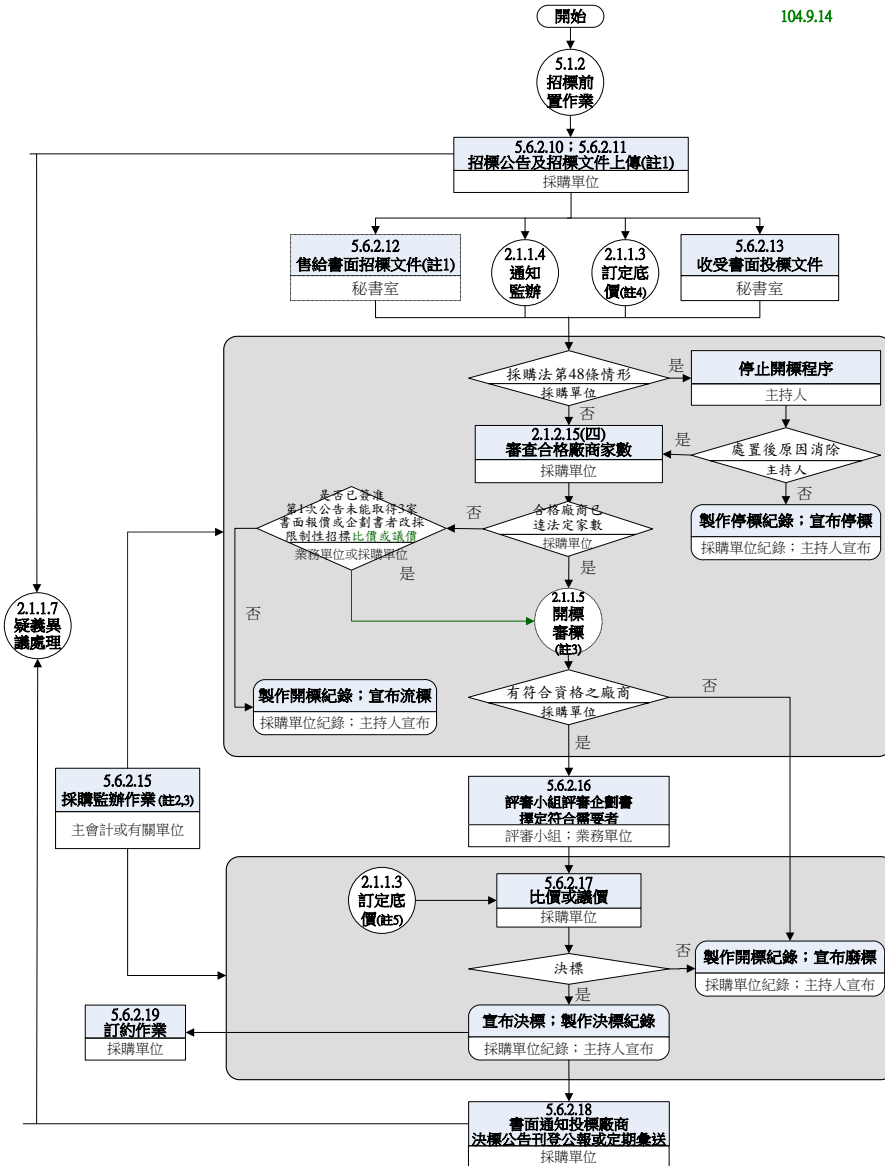 開始
104.9.14
5.1.2
招標前
置作業
5.6.2.10；5.6.2.11
招標公告及招標文件上傳(註1)
採購單位
5.6.2.12
售給書面招標文件(註1)
秘書室
2.1.1.4
通知
監辦
2.1.1.3
訂定底
價(註4)
5.6.2.13
收受書面投標文件
秘書室
採購法第48條情形
採購單位
是
否
停止開標程序
主持人
2.1.2.15(四)
審查合格廠商家數
採購單位
是
處置後原因消除
主持人
否
製作停標紀錄；宣布停標
採購單位紀錄；主持人宣布
是否已簽准
第1次公告未能取得3家
書面報價或企劃書者改採
限制性招標比價或議價
業務單位或採購單位
否
合格廠商已
達法定家數
採購單位
是
是
否
2.1.1.5
開標
審標
(註3)
2.1.1.7
疑義異
議處理
製作開標紀錄；宣布流標
採購單位紀錄；主持人宣布
有符合資格之廠商
採購單位
否
是
5.6.2.15
採購監辦作業(註2,3)
主會計或有關單位
5.6.2.16
評審小組評審企劃書
擇定符合需要者
評審小組；業務單位
2.1.1.3
訂定底
價(註5)
5.6.2.17
比價或議價
採購單位
決標
否
是
製作開標紀錄；宣布廢標
採購單位紀錄；主持人宣布
5.6.2.19
訂約作業
採購單位
宣布決標；製作決標紀錄
採購單位紀錄；主持人宣布
5.6.2.18
書面通知投標廠商
決標公告刊登公報或定期彙送
採購單位